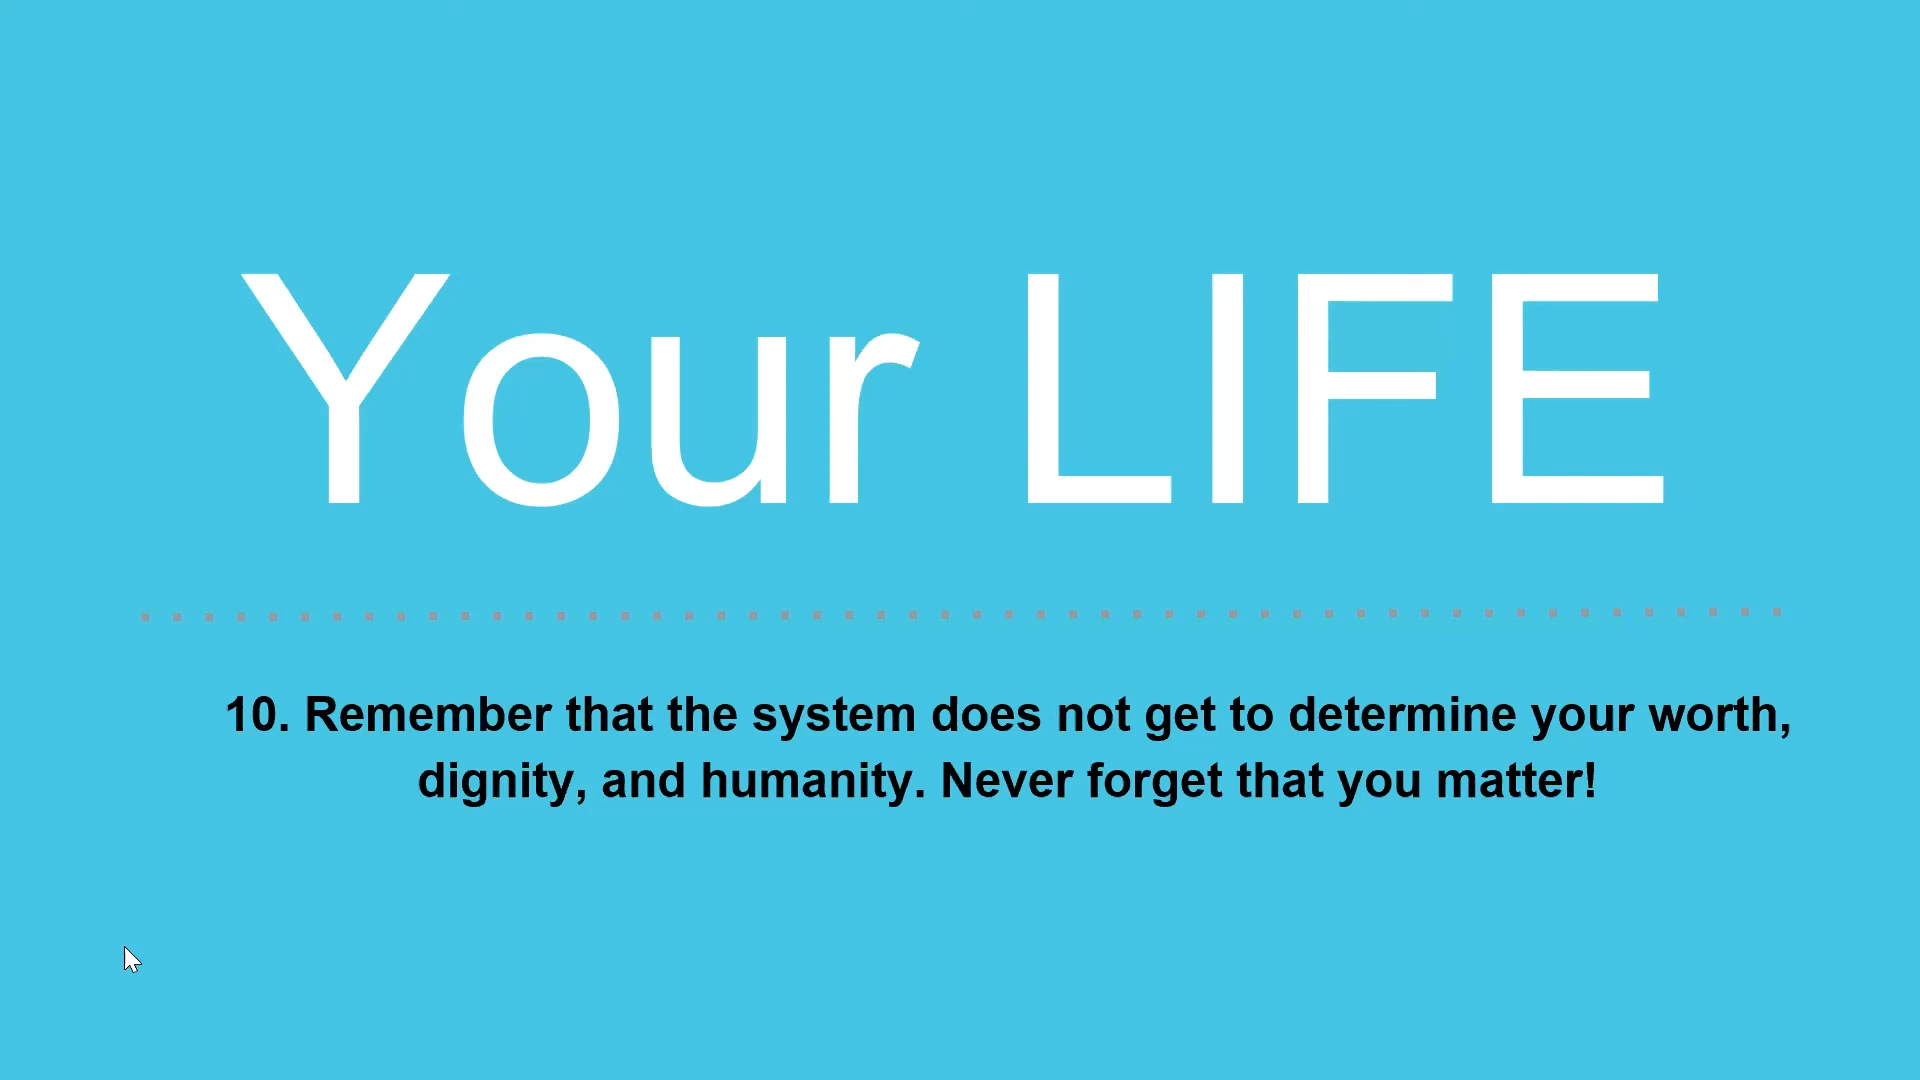 Your LIFE
10. Remember that the system does not get to determine your worth,
dignity, and humanity. Never forget that you matter!